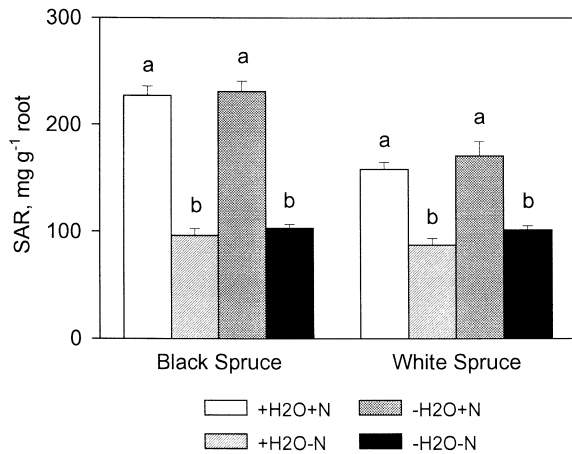 300
200
100
0
SAR, mg g⁻¹ root
a
b
a
b
a
b
a
b
Black Spruce
White Spruce
+H2O+N
-H2O+N
+H2O-N
-H2O-N